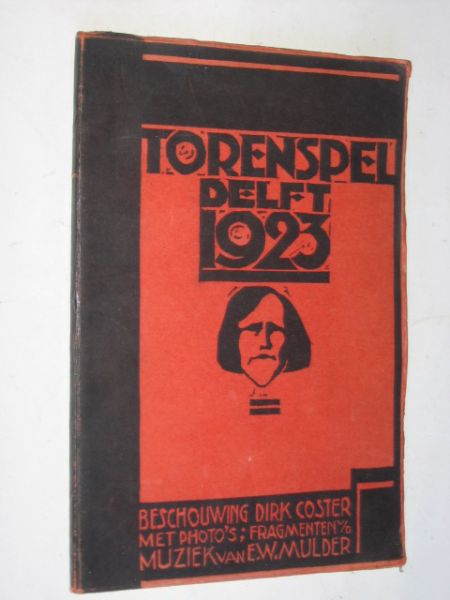 TORENSPEL
DELFT
1923
BESCHOUWING DIRK COSTER
MET PHOTO'S; FRAGMENTEN v/o
MUZIEK VAN E.W. MULDER